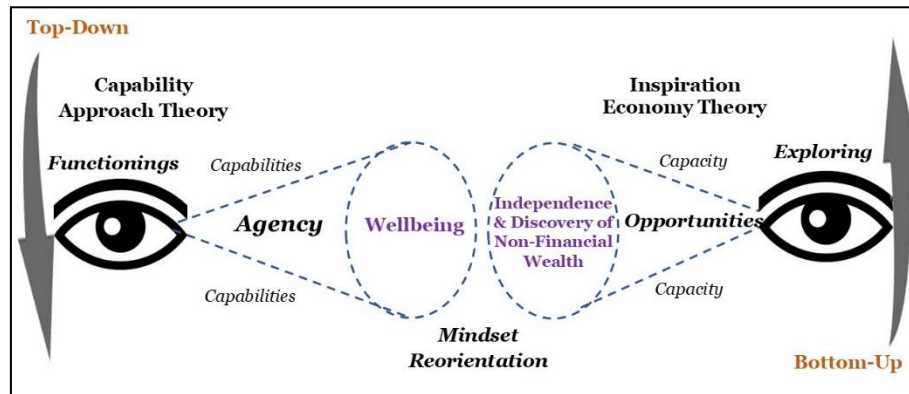 Top-Down
Capability
Approach Theory
Functionings
Capabilities
Agency
Capabilities
Wellbeing
Mindset
Reorientation
Independence
& Discovery of
Non-Financial
Wealth
Inspiration
Economy Theory
Capacity
Exploring
Opportunities
Capacity
Bottom-Up